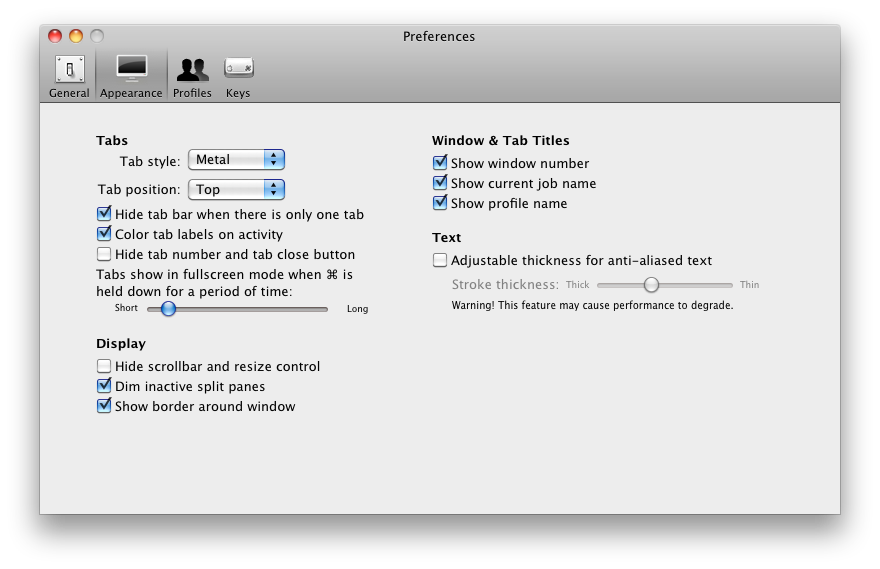 Preferences
General Appearance Profiles Keys
Tabs
Tab style: Metal
Tab position: Top
Hide tab bar when there is only one tab
Color tab labels on activity
Hide tab number and tab close button
Tabs show in fullscreen mode when ⌘ is
held down for a period of time:
Short Long
Display
Hide scrollbar and resize control
Dim inactive split panes
Show border around window
Window & Tab Titles
Show window number
Show current job name
Show profile name
Text
Adjustable thickness for anti-aliased text
Stroke thickness: Thick Thin
Warning! This feature may cause performance to degrade.